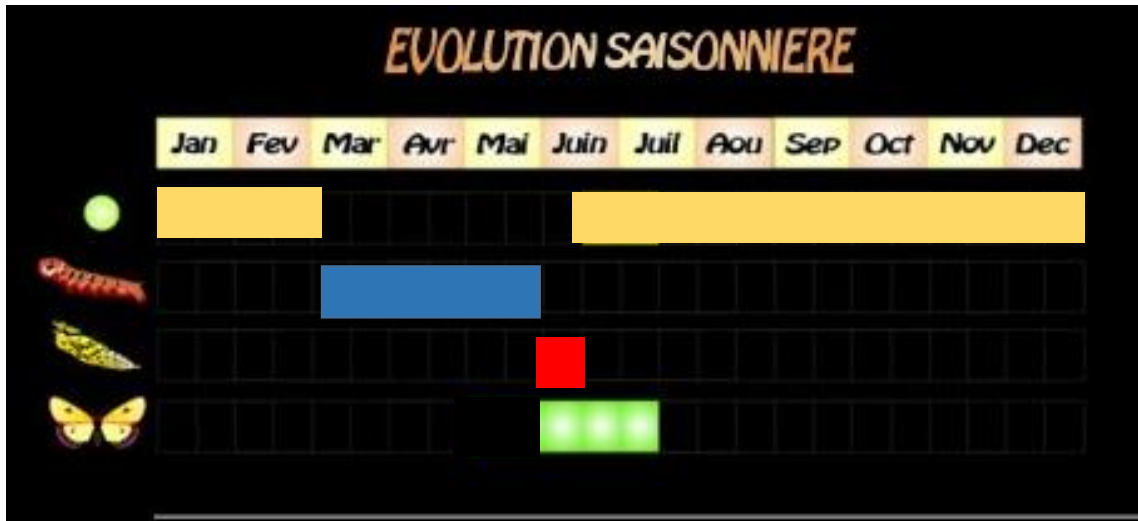 EVOLUTION SAISONNIERE
Jan Fev Mar Avr Mai Juin Juil Aou Sep Oct Nov Dec